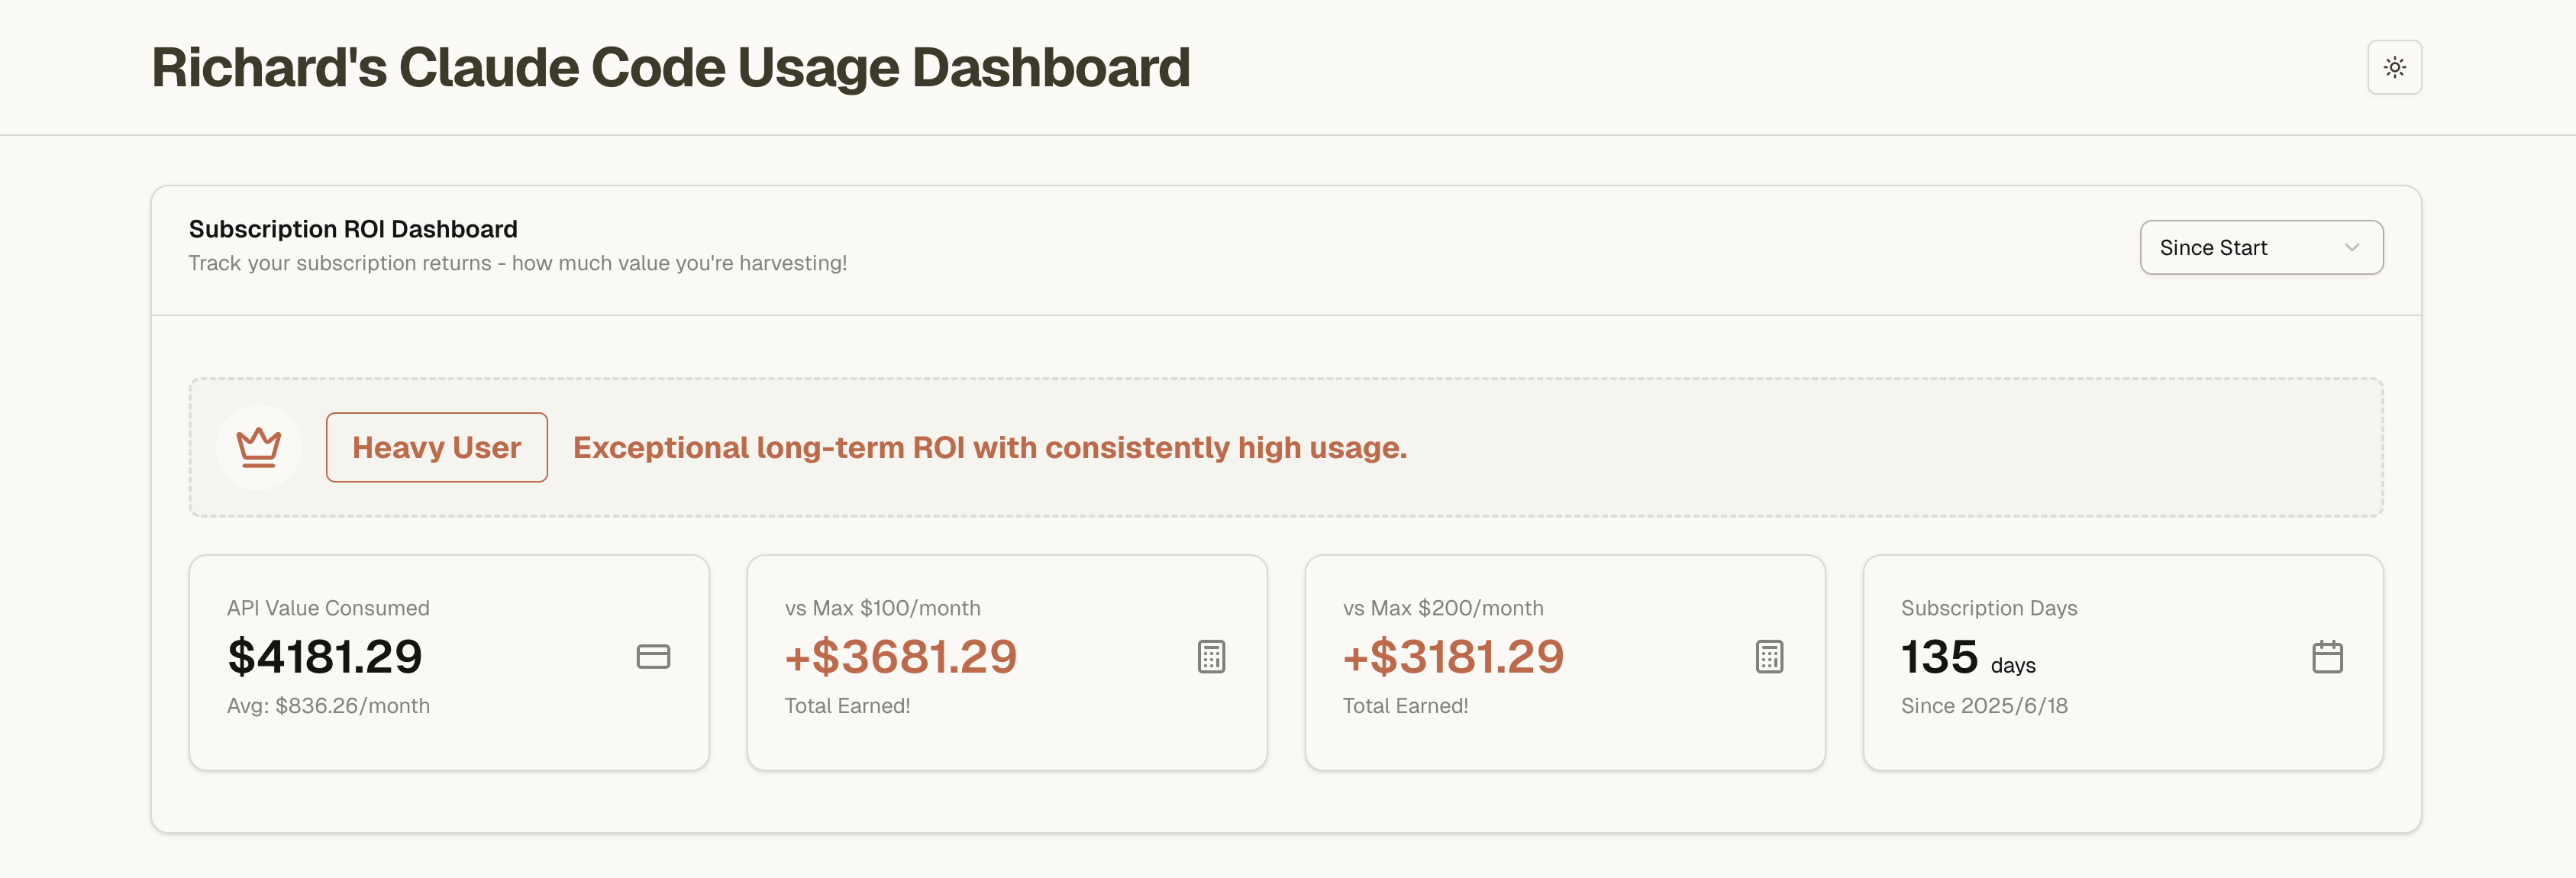 Richard's Claude Code Usage Dashboard
Subscription ROI Dashboard
Track your subscription returns - how much value you're harvesting!
Since Start
Heavy User
Exceptional long-term ROI with consistently high usage.
API Value Consumed
$4181.29
Avg: $836.26/month
vs Max $100/month
+$3681.29
Total Earned!
vs Max $200/month
+$3181.29
Total Earned!
Subscription Days
135 days
Since 2025/6/18